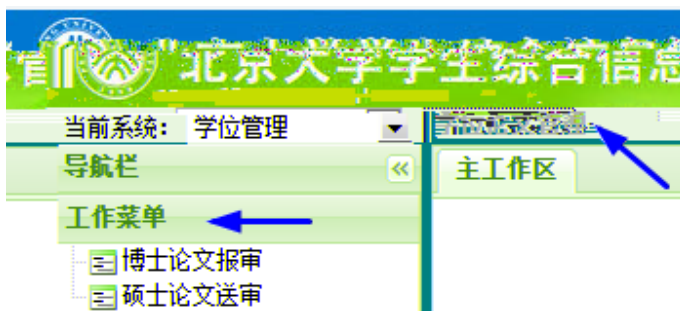 北京大学学生综合信息
当前系统： 学位管理
导航栏
主工作区
工作菜单
博士论文报审
硕士论文送审